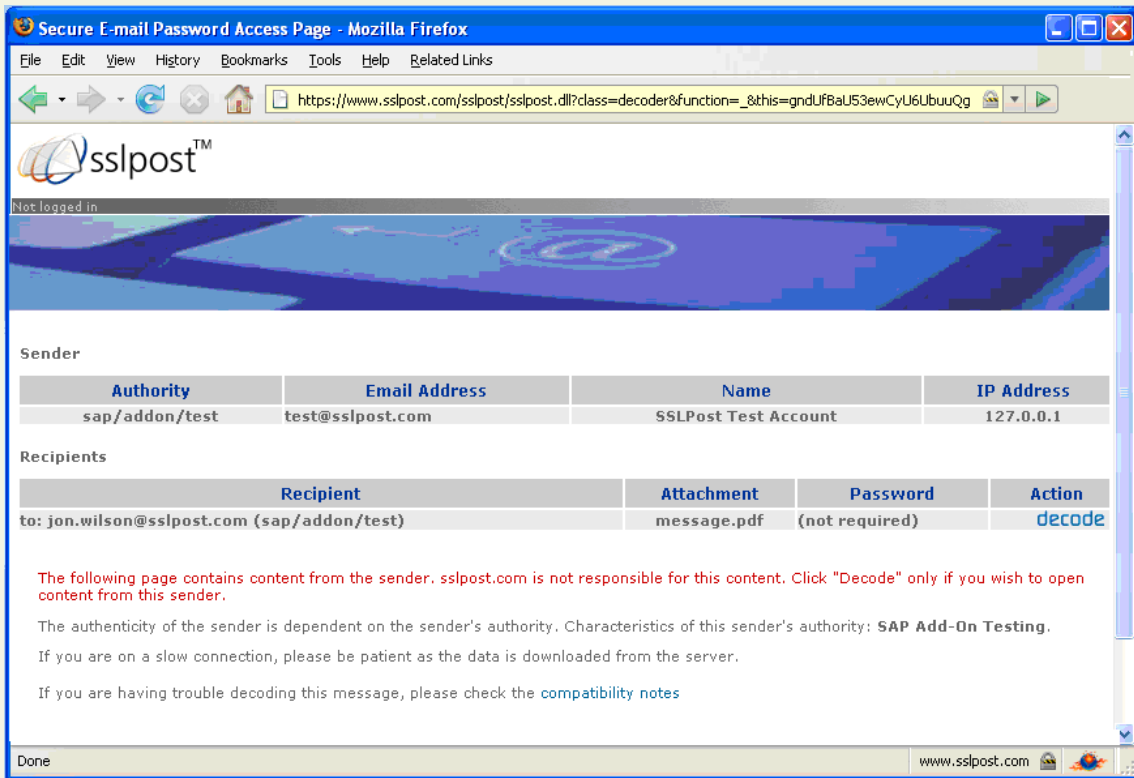 Secure E-mail Password Access Page - Mozilla Firefox
File Edit View History Bookmarks Tools Help Related Links
https://www.sslpost.com/sslpost/sslpost.dll?class=decoder&function=_&this=gndUfBaU53ewCyU6UbuuQg
sslpost™
Not logged in
@
Sender
Authority Email Address Name IP Address
sap/addon/test test@sslpost.com SSLPost Test Account 127.0.0.1
Recipients
Recipient Attachment Password Action
to: jon.wilson@sslpost.com (sap/addon/test) message.pdf (not required) decode
The following page contains content from the sender. sslpost.com is not responsible for this content. Click "Decode" only if you wish to open
content from this sender.
The authenticity of the sender is dependent on the sender's authority. Characteristics of this sender's authority: SAP Add-On Testing.
If you are on a slow connection, please be patient as the data is downloaded from the server.
If you are having trouble decoding this message, please check the compatibility notes
Done www.sslpost.com